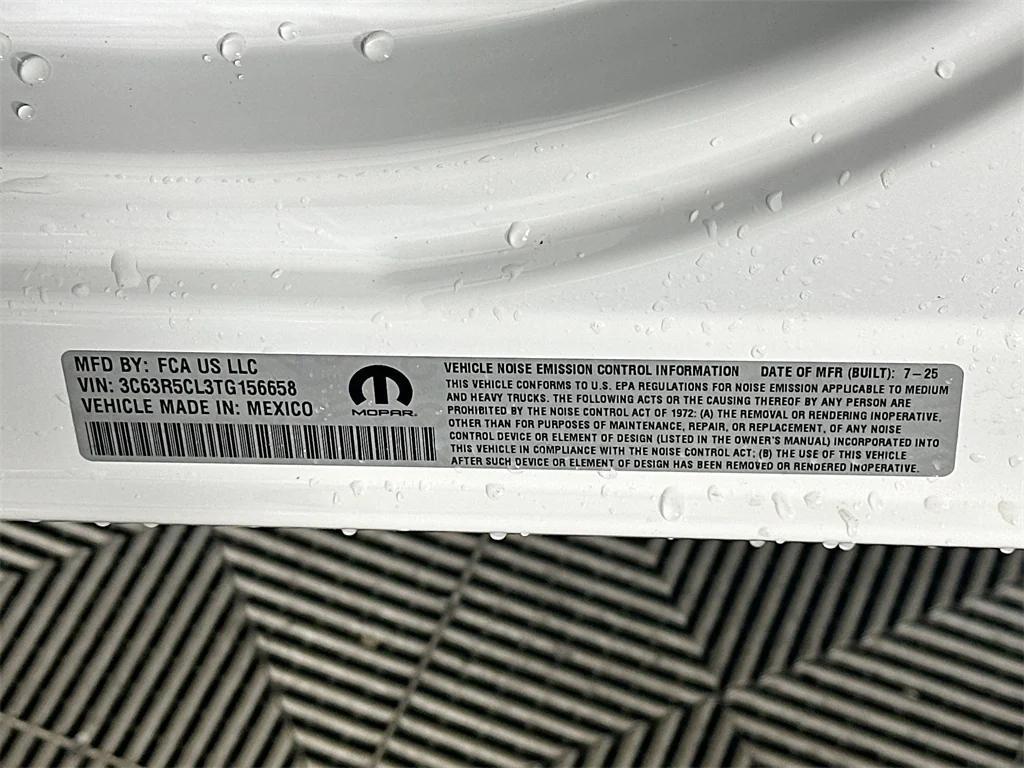 MFD BY: FCA US LLC
VIN: 3C63R5CL3TG156658
VEHICLE MADE IN: MEXICO
MOPAR
VEHICLE NOISE EMISSION CONTROL INFORMATION DATE OF MFR (BUILT): 7-25
THIS VEHICLE CONFORMS TO U.S. EPA REGULATIONS FOR NOISE EMISSION APPLICABLE TO MEDIUM
AND HEAVY TRUCKS. THE FOLLOWING ACTS OR THE CAUSING THEREOF BY ANY PERSON ARE
PROHIBITED BY THE NOISE CONTROL ACT OF 1972: (A) THE REMOVAL OR RENDERING INOPERATIVE,
OTHER THAN FOR PURPOSES OF MAINTENANCE, REPAIR, OR REPLACEMENT, OF ANY NOISE
CONTROL DEVICE OR ELEMENT OF DESIGN (LISTED IN THE OWNER'S MANUAL) INCORPORATED INTO
THIS VEHICLE IN COMPLIANCE WITH THE NOISE CONTROL ACT; (B) THE USE OF THIS VEHICLE
AFTER SUCH DEVICE OR ELEMENT OF DESIGN HAS BEEN REMOVED OR RENDERED INOPERATIVE.